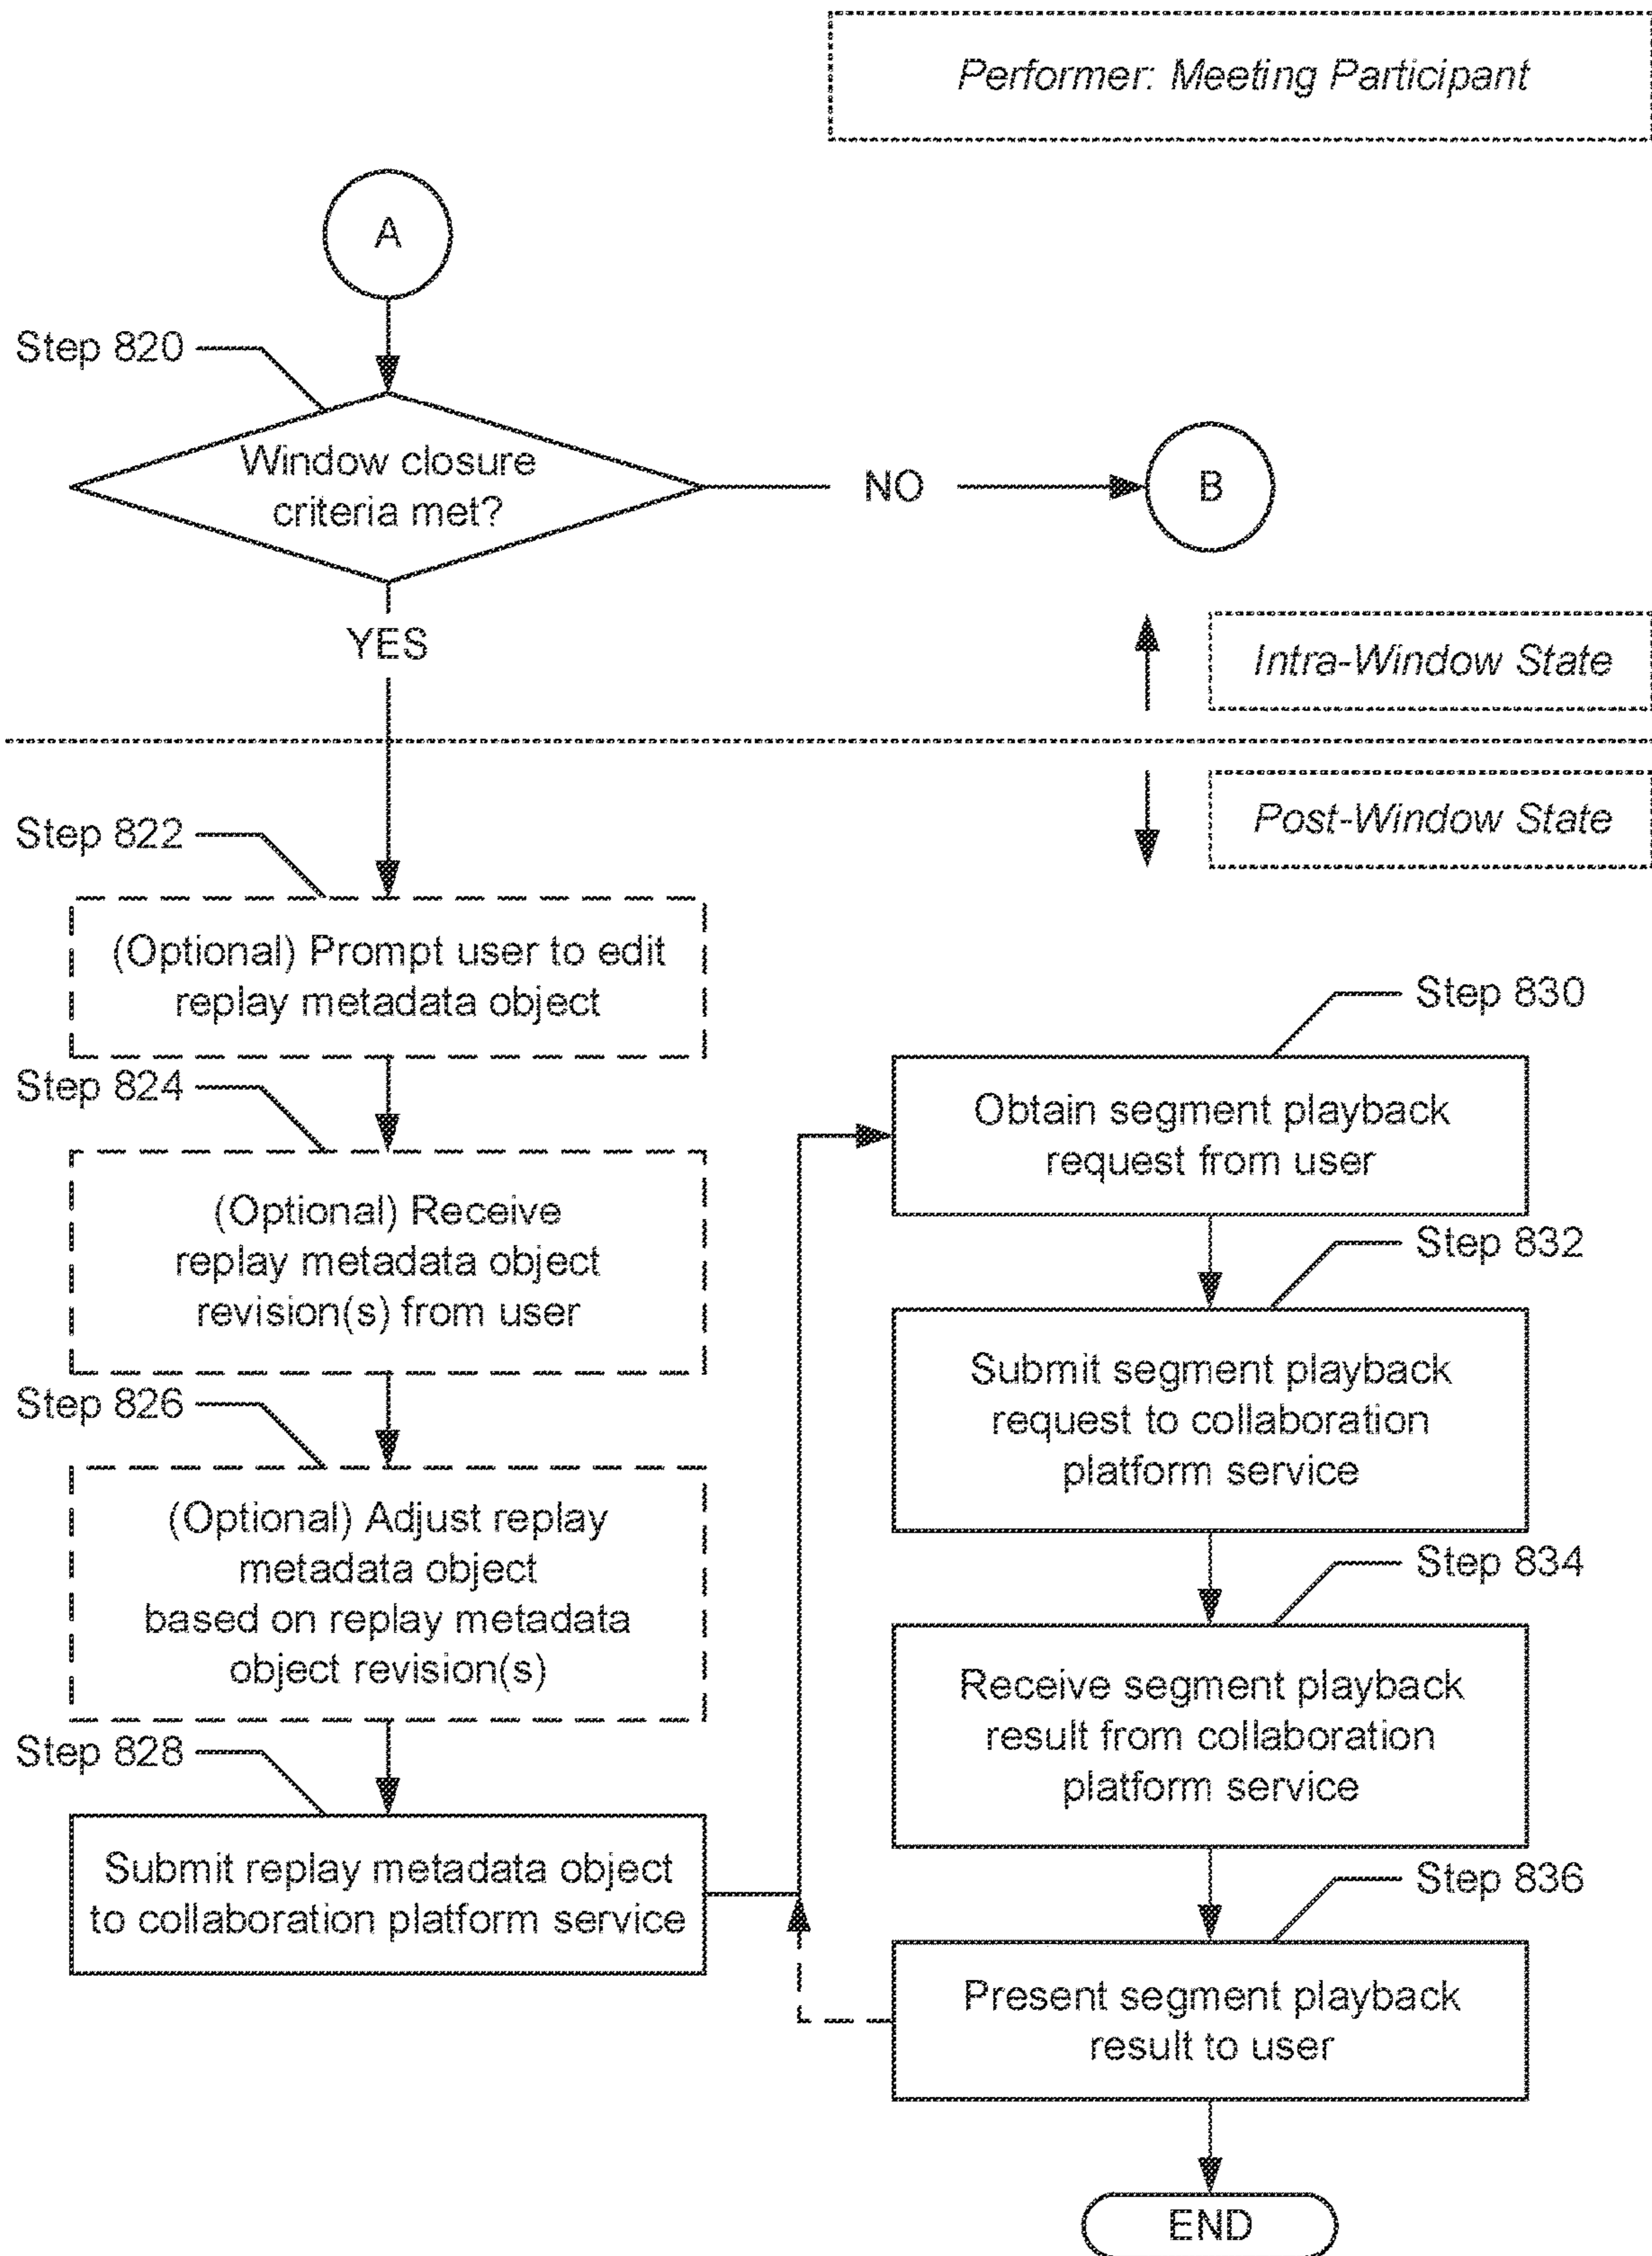 Performer: Meeting Participant
A
Step 820
Window closure
criteria met?
NO
B
YES
Intra-Window State
Post-Window State
Step 822
(Optional) Prompt user to edit
replay metadata object
Step 824
(Optional) Receive
replay metadata object
revision(s) from user
Step 826
(Optional) Adjust replay
metadata object
based on replay metadata
object revision(s)
Step 828
Submit replay metadata object
to collaboration platform service
Step 830
Obtain segment playback
request from user
Step 832
Submit segment playback
request to collaboration
platform service
Step 834
Receive segment playback
result from collaboration
platform service
Step 836
Present segment playback
result to user
END